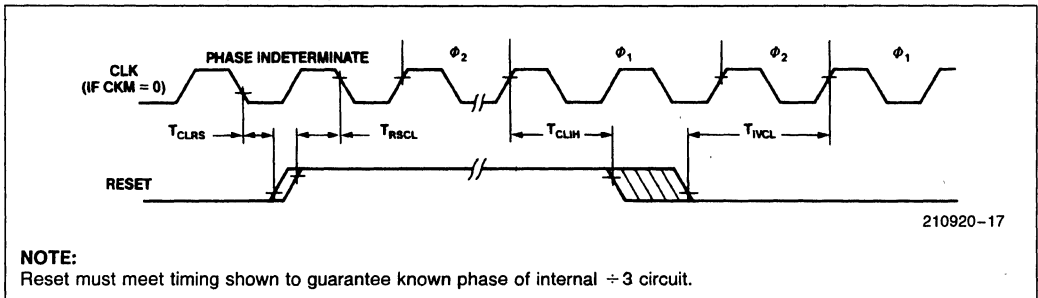 PHASE INDETERMINATE
ϕ2
ϕ1
ϕ2
ϕ1
CLK
(IF CKM = 0)
TCLRS
TRSCL
TCLIH
TIVCL
RESET
210920-17
NOTE:
Reset must meet timing shown to guarantee known phase of internal ÷3 circuit.